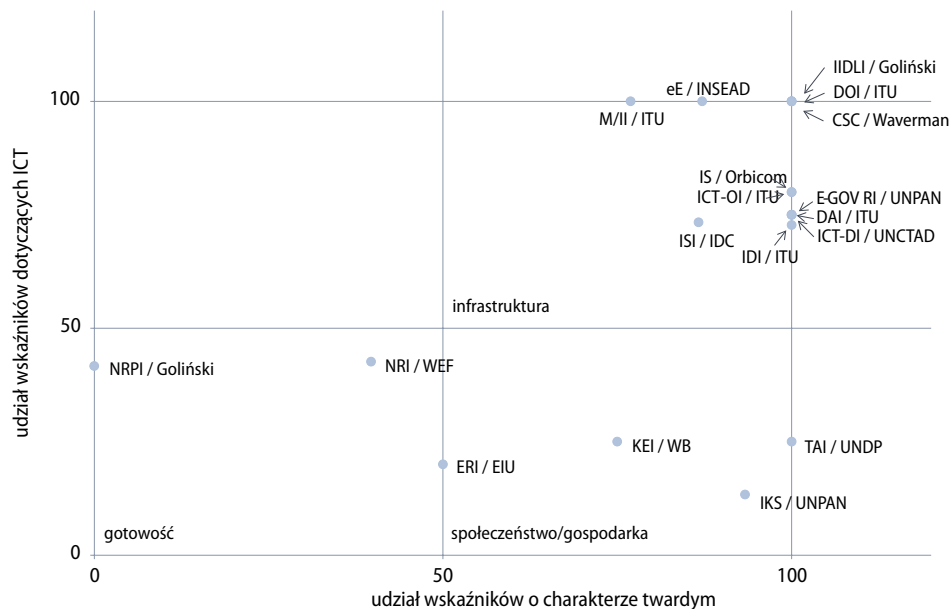 IIDLI / Goliński
eE / INSEAD
DOI / ITU
100
M/II / ITU
CSC / Waverman
IS / Orbicom
ICT-OI / ITU
E-GOV RI / UNPAN
DAI / ITU
ISI / IDC
ICT-DI / UNCTAD
IDI / ITU
udział wskaźników dotyczących ICT
infrastruktura
50
NRPI / Goliński
NRI / WEF
KEI / WB
TAI / UNDP
ERI / EIU
IKS / UNPAN
gotowość
społeczeństwo/gospodarka
0
0
50
100
udział wskaźników o charakterze twardym